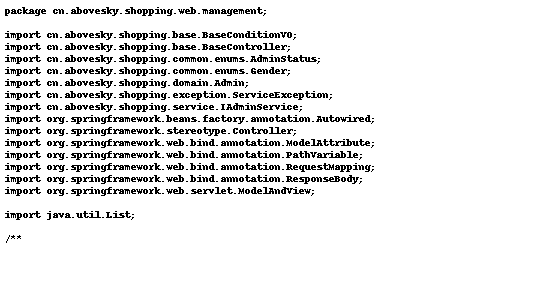 package cn.abovesky.shopping.web.management;
import cn.abovesky.shopping.base.BaseConditionVO;
import cn.abovesky.shopping.base.BaseController;
import cn.abovesky.shopping.common.enums.AdminStatus;
import cn.abovesky.shopping.common.enums.Gender;
import cn.abovesky.shopping.domain.Admin;
import cn.abovesky.shopping.exception.ServiceException;
import cn.abovesky.shopping.service.IAdminService;
import org.springframework.beans.factory.annotation.Autowired;
import org.springframework.stereotype.Controller;
import org.springframework.web.bind.annotation.ModelAttribute;
import org.springframework.web.bind.annotation.PathVariable;
import org.springframework.web.bind.annotation.RequestMapping;
import org.springframework.web.bind.annotation.ResponseBody;
import org.springframework.web.servlet.ModelAndView;
import java.util.List;
/**